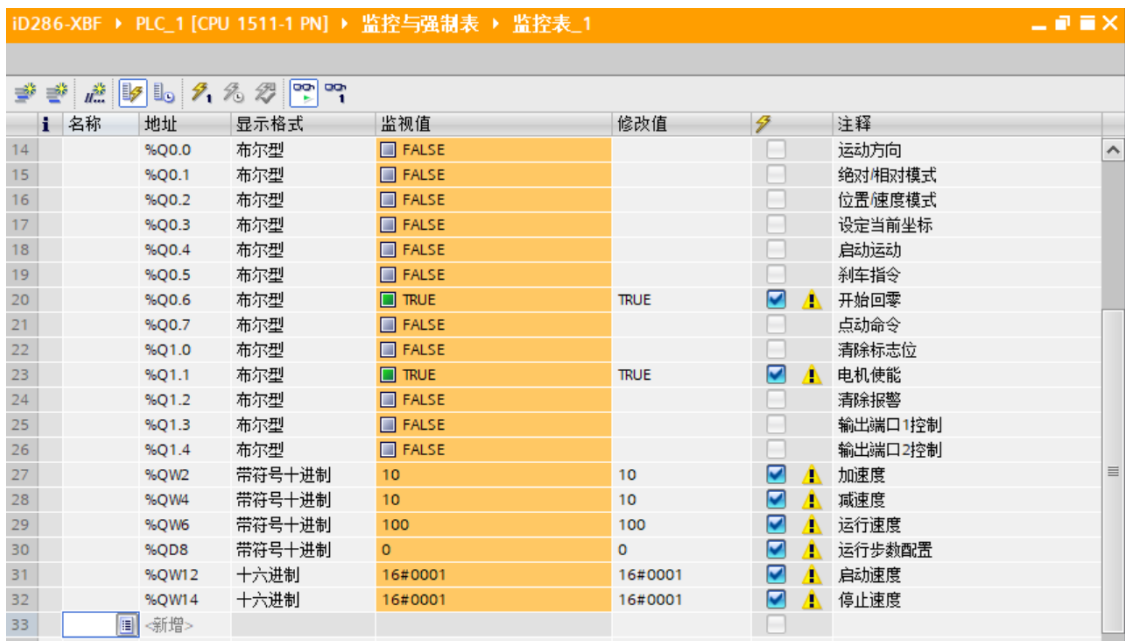 iD286-XBF ▸ PLC_1 [CPU 1511-1 PN] ▸ 监控与强制表 ▸ 监控表_1
i 名称 地址 显示格式 监视值 修改值 注释
14 %Q0.0 布尔型 FALSE 运动方向
15 %Q0.1 布尔型 FALSE 绝对/相对模式
16 %Q0.2 布尔型 FALSE 位置/速度模式
17 %Q0.3 布尔型 FALSE 设定当前坐标
18 %Q0.4 布尔型 FALSE 启动运动
19 %Q0.5 布尔型 FALSE 刹车指令
20 %Q0.6 布尔型 TRUE TRUE 开始回零
21 %Q0.7 布尔型 FALSE 点动命令
22 %Q1.0 布尔型 FALSE 清除标志位
23 %Q1.1 布尔型 TRUE TRUE 电机使能
24 %Q1.2 布尔型 FALSE 清除报警
25 %Q1.3 布尔型 FALSE 输出端口1控制
26 %Q1.4 布尔型 FALSE 输出端口2控制
27 %QW2 带符号十进制 10 10 加速度
28 %QW4 带符号十进制 10 10 减速度
29 %QW6 带符号十进制 100 100 运行速度
30 %QD8 带符号十进制 0 0 运行步数配置
31 %QW12 十六进制 16#0001 16#0001 启动速度
32 %QW14 十六进制 16#0001 16#0001 停止速度
33 <新增>